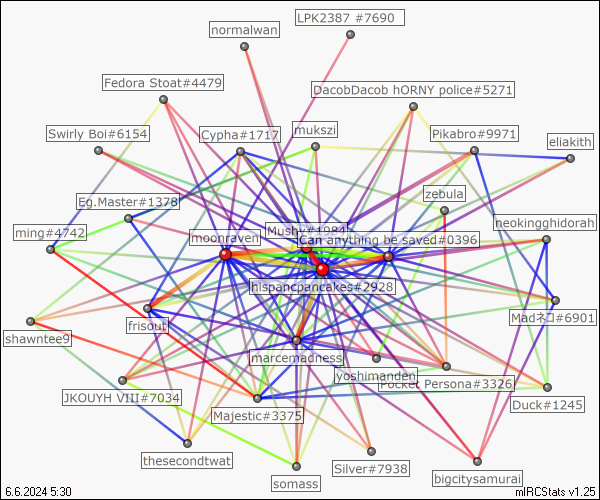 LPK2387 #7690
normalwan
Fedora Stoat#4479
DacobDacob hORNY police#5271
Swirly Boi#6154
Cypha#1717
mukszi
Pikabro#9971
eliakith
zebula
Eg.Master#1378
neokingghidorah
ming#4742
moonraven
Mushy#1984
Can anything be saved#0396
hispancpancakes#2928
Madネコ#6901
frisout
shawntee9
marcemadness
yoshimanden
Pocket Persona#3326
JKOUYH VIII#7034
Majestic#3375
Duck#1245
thesecondtwat
Silver#7938
somass
bigcitysamurai
6.6.2024 5:30
mIRCStats v1.25